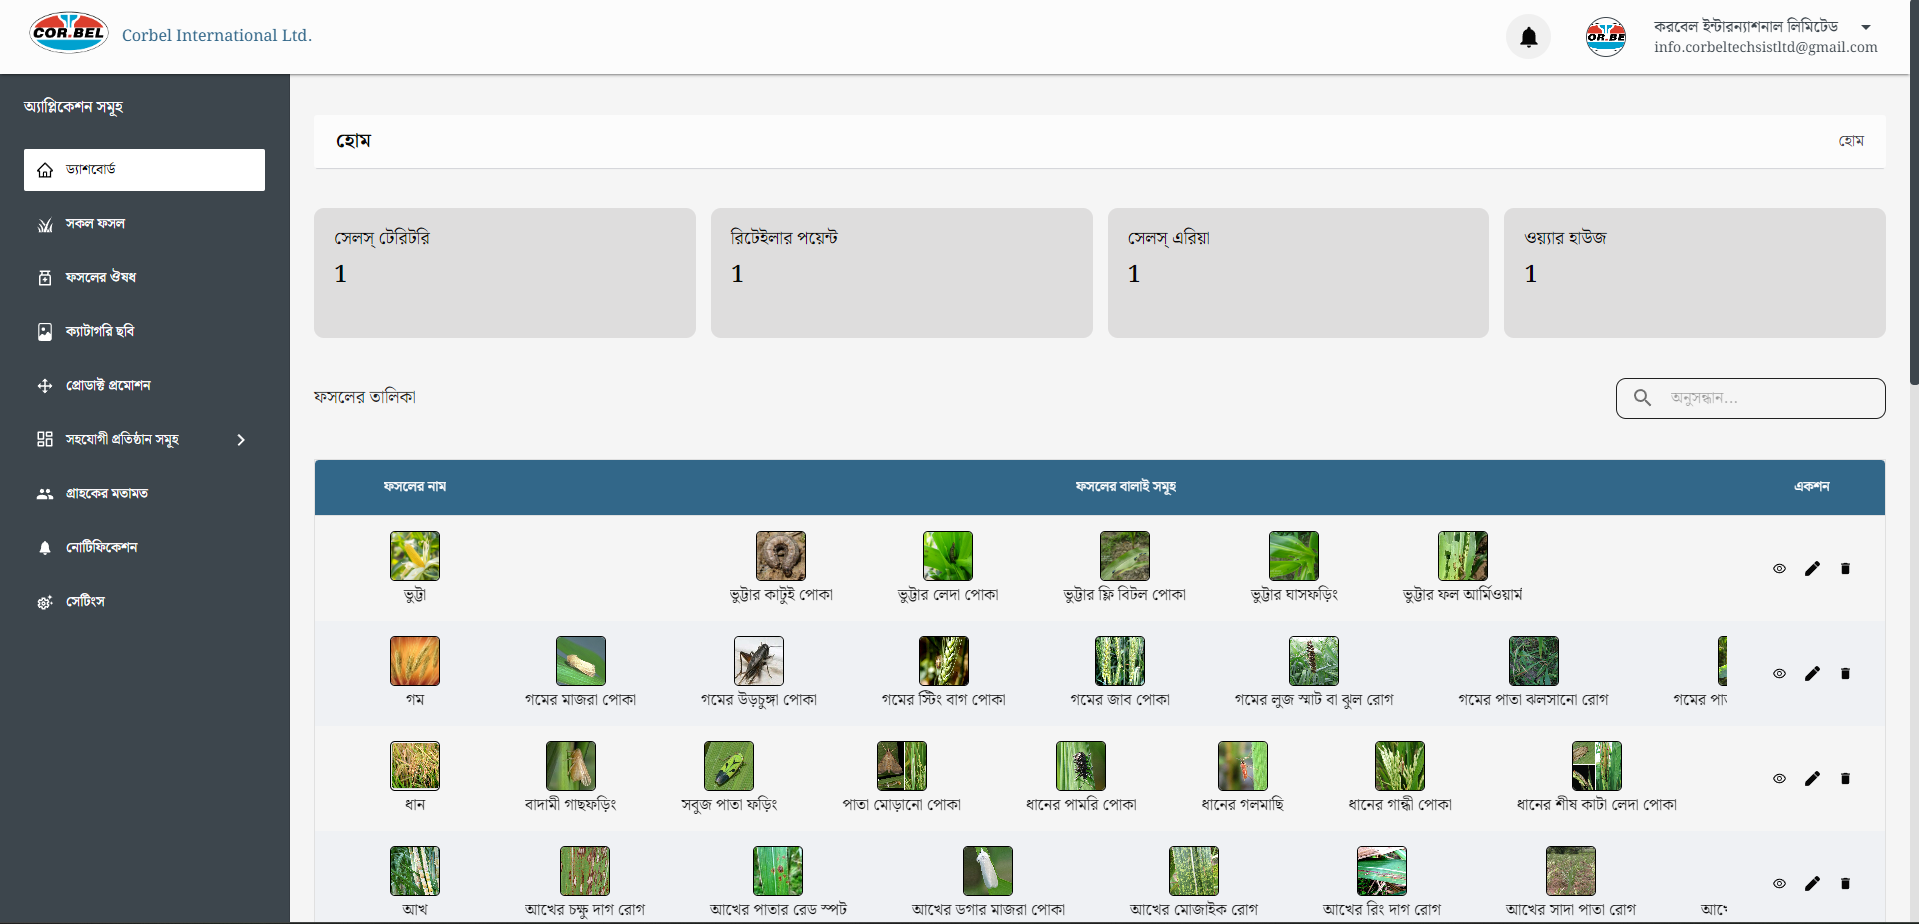 COR.BEL
Corbel International Ltd.
OR.BE
করবেল ইন্টারন্যাশনাল লিমিটেড
info.corbeltechsistltd@gmail.com
অ্যাপ্লিকেশন সমূহ
ড্যাশবোর্ড
সকল ফসল
ফসলের ঔষধ
ক্যাটাগরি ছবি
প্রোডাক্ট প্রমোশন
সহযোগী প্রতিষ্ঠান সমূহ
গ্রাহকের মতামত
নোটিফিকেশন
সেটিংস
হোম
হোম
সেলস্ টেরিটরি
1
রিটেইলার পয়েন্ট
1
সেলস্ এরিয়া
1
ওয়্যার হাউজ
1
ফসলের তালিকা
অনুসন্ধান...
ফসলের নাম ফসলের বালাই সমূহ একশন
ভুট্টা ভুট্টার কাটুই পোকা ভুট্টার লেদা পোকা ভুট্টার ফ্লি বিটল পোকা ভুট্টার ঘাসফড়িং ভুট্টার ফল আর্মিওয়ার্ম
গম গমের মাজরা পোকা গমের উড়চুঙ্গা পোকা গমের স্টিং বাগ পোকা গমের জাব পোকা গমের লুজ স্মাট বা ঝুল রোগ গমের পাতা ঝলসানো রোগ গমের পা
ধান বাদামী গাছফড়িং সবুজ পাতা ফড়িং পাতা মোড়ানো পোকা ধানের পামরি পোকা ধানের গলমাছি ধানের গান্ধী পোকা ধানের শীষ কাটা লেদা পোকা
আখ আখের চক্ষু দাগ রোগ আখের পাতার রেড স্পট আখের ডগার মাজরা পোকা আখের মোজাইক রোগ আখের রিং দাগ রোগ আখের সাদা পাতা রোগ আখে